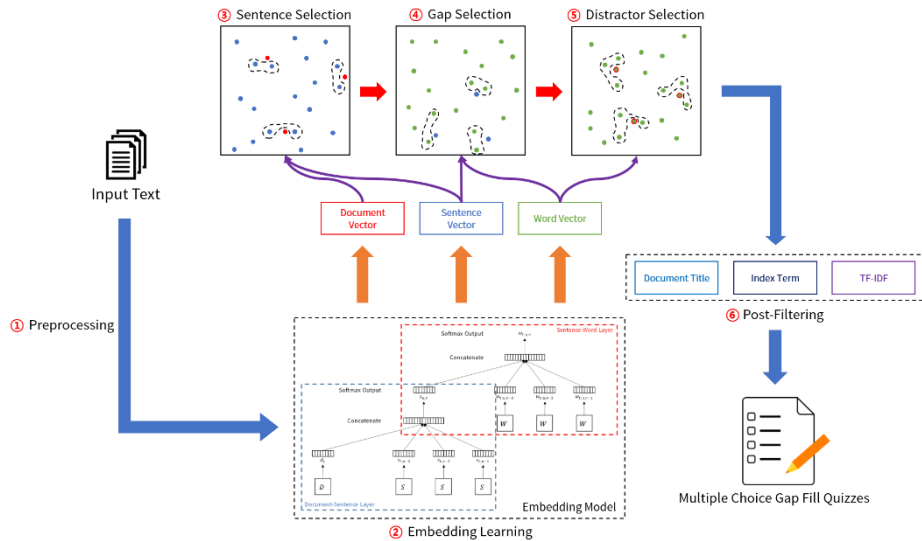 ③ Sentence Selection
④ Gap Selection
⑤ Distractor Selection
Input Text
Document
Vector
Sentence
Vector
Word Vector
Document Title
Index Term
TF-IDF
① Preprocessing
⑥ Post-Filtering
Softmax Output
Sentence-Word Layer
Concatenate
Softmax Output
W
W
W
Concatenate
D
S
S
S
Document-Sentence Layer
Embedding Model
② Embedding Learning
Multiple Choice Gap Fill Quizzes